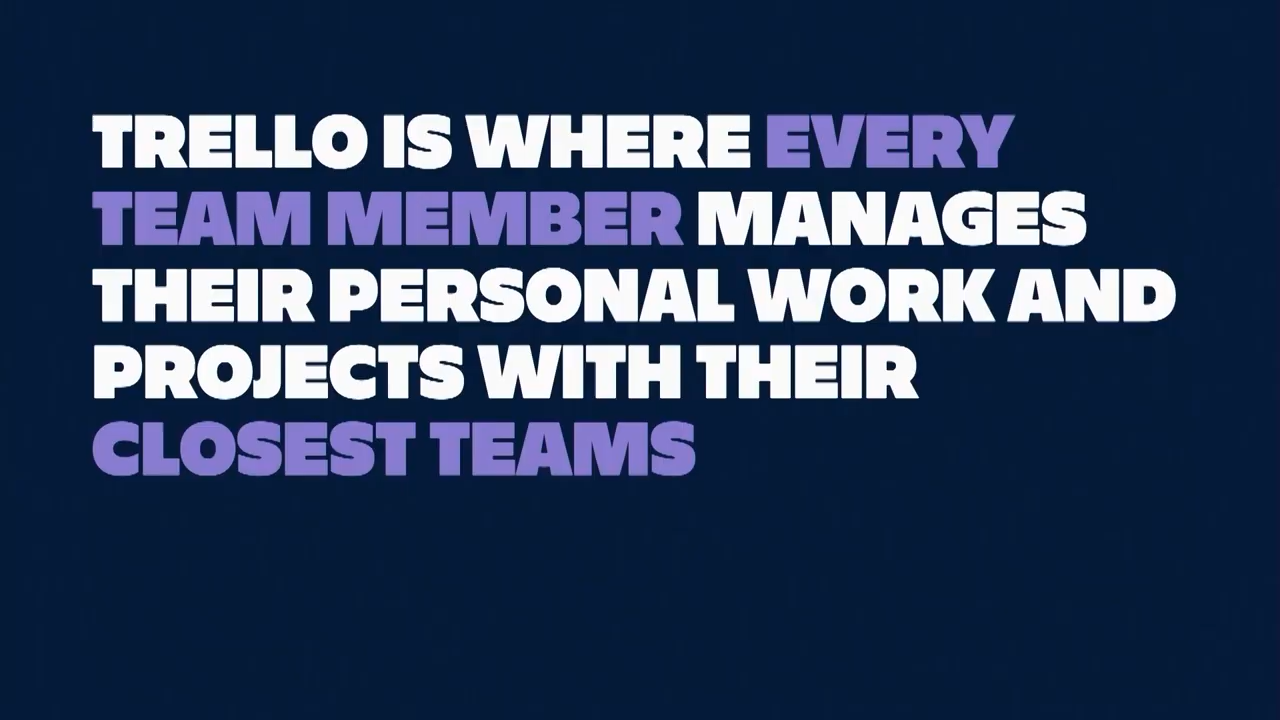 TRELLO IS WHERE EVERY
TEAM MEMBER MANAGES
THEIR PERSONAL WORK AND
PROJECTS WITH THEIR
CLOSEST TEAMS